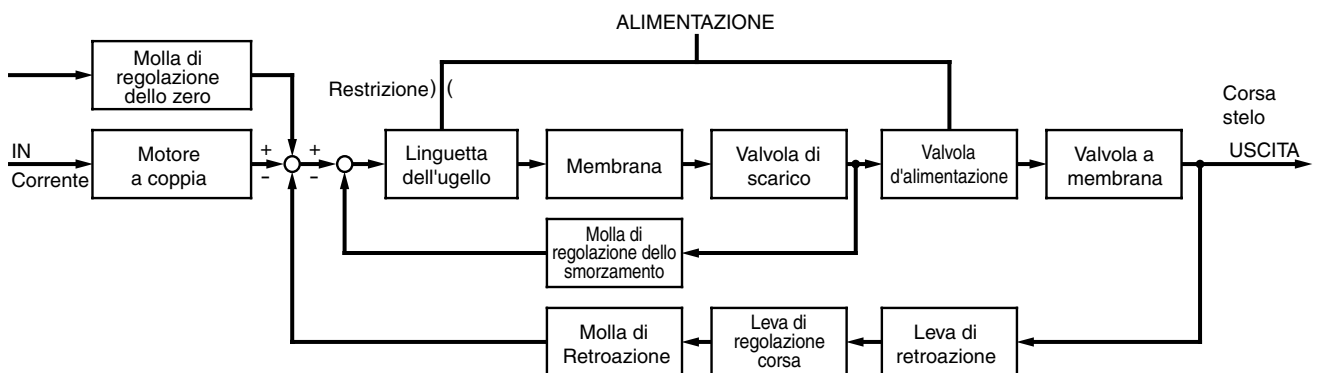 ALIMENTAZIONE
Molla di
regolazione
dello zero
Restrizione) (
Corsa
stelo
IN
Corrente
Motore
a coppia
+
-
+
-
Linguetta
dell'ugello
Membrana
Valvola di
scarico
Valvola
d'alimentazione
Valvola a
membrana
USCITA
Molla di
regolazione dello
smorzamento
Molla di
Retroazione
Leva di
regolazione
corsa
Leva di
retroazione